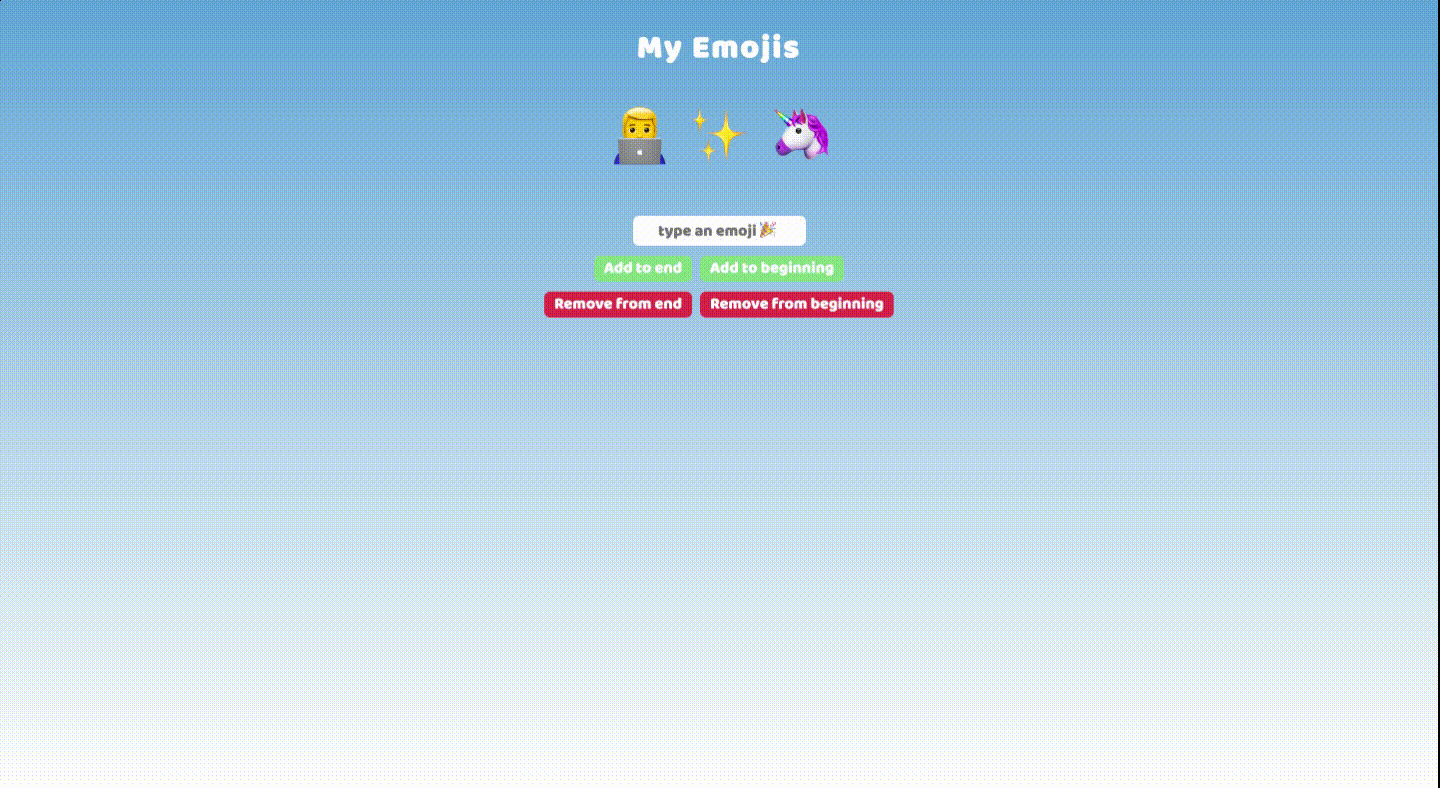 My Emojis
type an emoji 🎉
Add to end Add to beginning
Remove from end Remove from beginning